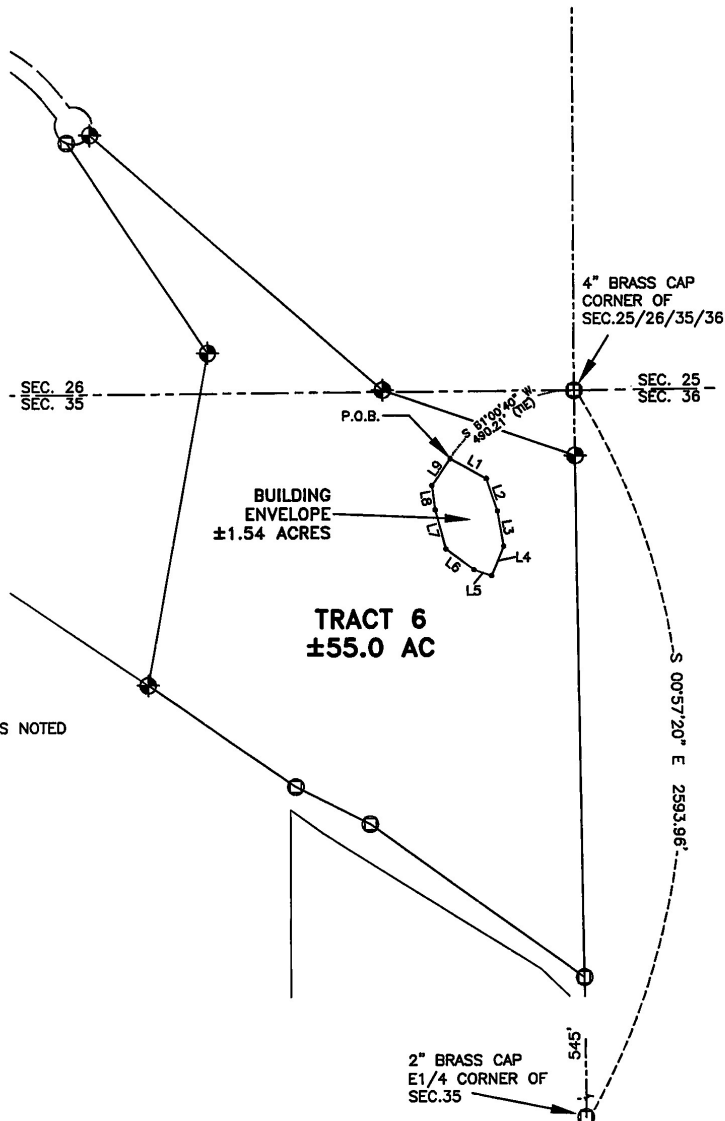 4" BRASS CAP
CORNER OF
SEC.25/26/35/36
SEC. 26
SEC. 35
SEC. 25
SEC. 36
S 81°00'40" W.
490.21' (TIE)
P.O.B.
L1
L2
L3
L4
L5
L6
L7
L8
L9
BUILDING
ENVELOPE
±1.54 ACRES
TRACT 6
±55.0 AC
S 00°57'20" E 2593.96'
S NOTED
545'
2" BRASS CAP
E1/4 CORNER OF
SEC.35